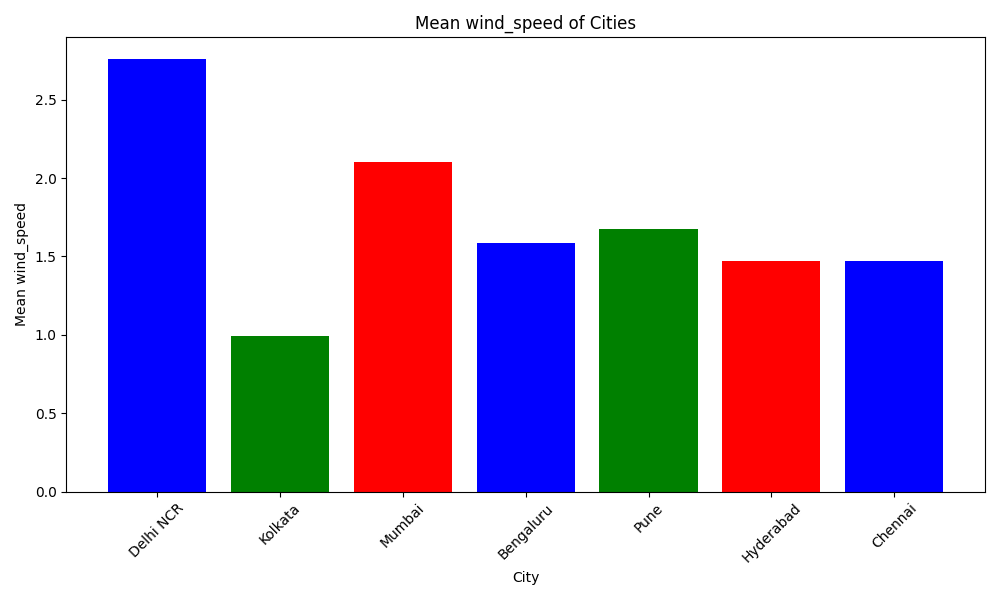 Mean wind_speed of Cities
Mean wind_speed
2.5
2.0
1.5
1.0
0.5
0.0
Delhi NCR
Kolkata
Mumbai
Bengaluru
Pune
Hyderabad
Chennai
City